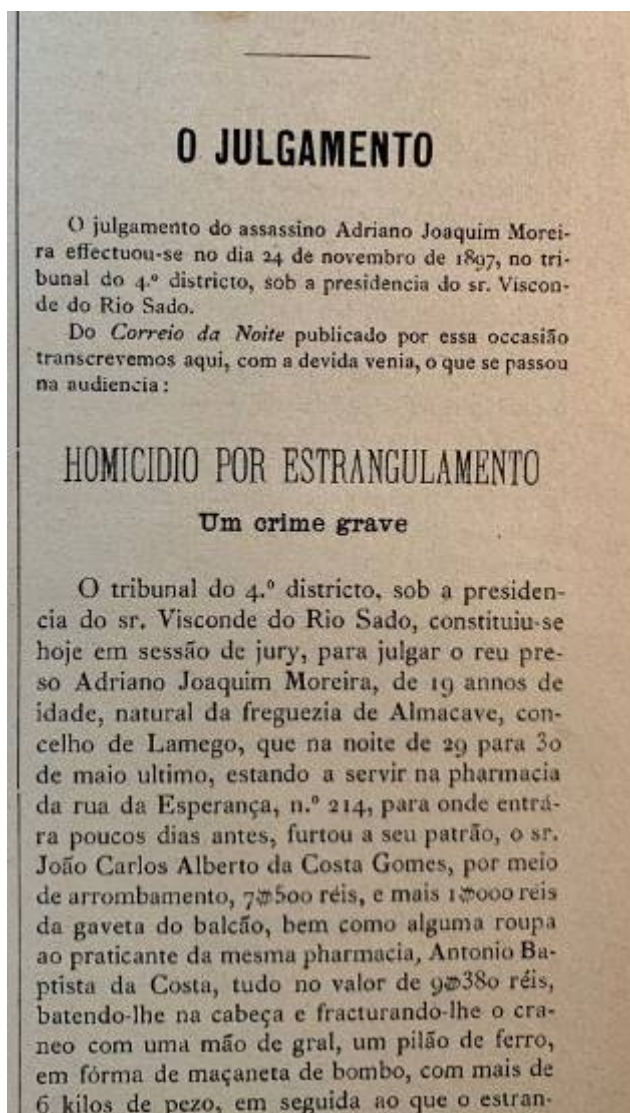 O JULGAMENTO
O julgamento do assassino Adriano Joaquim Morei-
ra effectuou-se no dia 24 de novembro de 1897, no tri-
bunal do 4.º districto, sob a presidencia do sr. Viscon-
de do Rio Sado.
Do Correio da Noite publicado por essa occasião
transcrevemos aqui, com a devida venia, o que se passou
na audiencia:
HOMICIDIO POR ESTRANGULAMENTO
Um crime grave
O tribunal do 4.º districto, sob a presiden-
cia do sr. Visconde do Rio Sado, constituiu-se
hoje em sessão de jury, para julgar o reu pre-
so Adriano Joaquim Moreira, de 19 annos de
idade, natural da freguezia de Almacave, con-
celho de Lamego, que na noite de 29 para 30
de maio ultimo, estando a servir na pharmacia
da rua da Esperança, n.º 214, para onde entrá-
ra poucos dias antes, furtou a seu patrão, o sr.
João Carlos Alberto da Costa Gomes, por meio
de arrombamento, 7$500 réis, e mais 1$000 reis
da gaveta do balcão, bem como alguma roupa
ao praticante da mesma pharmacia, Antonio Ba-
ptista da Costa, tudo no valor de 9$380 réis,
batendo-lhe na cabeça e fracturando-lhe o cra-
neo com uma mão de gral, um pilão de ferro,
em fórma de maçaneta de bombo, com mais de
6 kilos de pezo, em seguida ao que o estran-